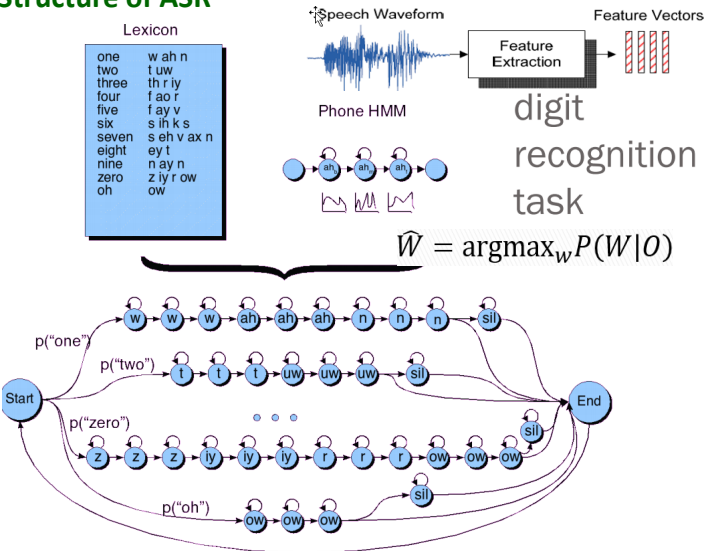 Structure of ASR
Lexicon
one w ah n
two t uw
three th r iy
four f ao r
five f ay v
six s ih k s
seven s eh v ax n
eight ey t
nine n ay n
zero z iy r ow
oh ow
Speech Waveform
Feature Extraction
Feature Vectors
Phone HMM
ah
ah
ah
digit
recognition
task
Ŵ = argmax_w P(W|O)
p("one")
w w w ah ah ah n n n sil
p("two")
t t t uw uw uw sil
Start
End
p("zero")
z z z iy iy iy r r r ow ow ow sil
p("oh")
ow ow ow sil